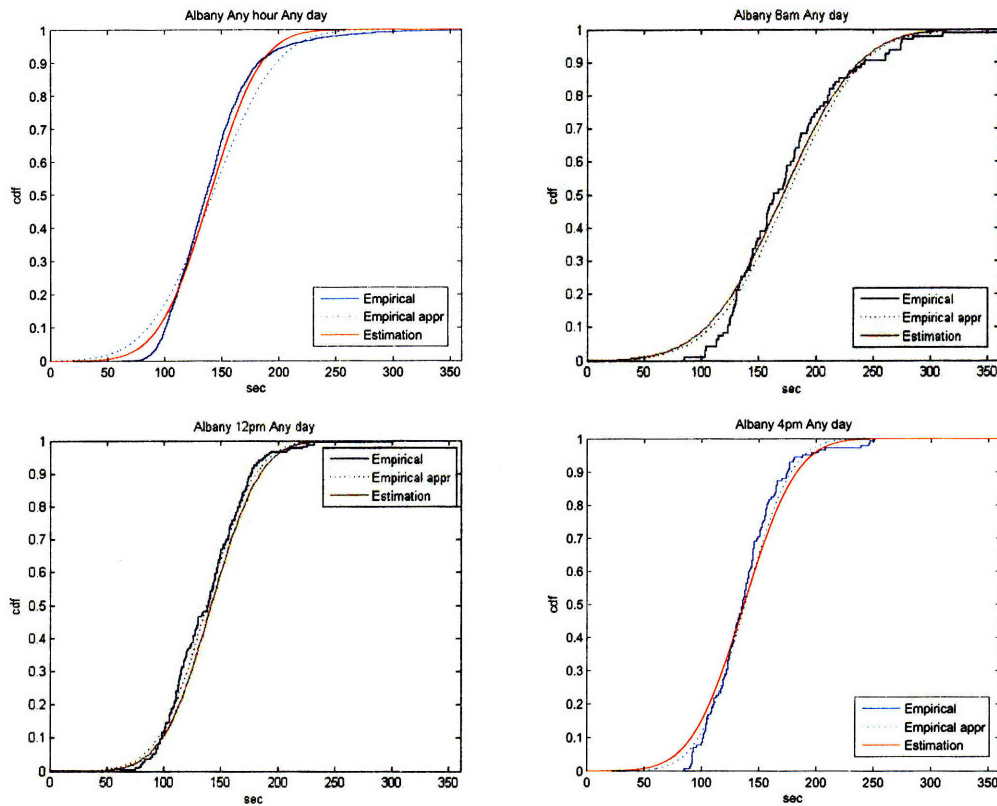 Albany Any hour Any day
1
0.9
0.8
0.7
0.6
0.5
0.4
0.3
0.2
0.1
0
cdf
0 50 100 150 200 250 300 350
sec
Empirical
Empirical appr
Estimation
Albany 8am Any day
1
0.9
0.8
0.7
0.6
0.5
0.4
0.3
0.2
0.1
0
cdf
0 50 100 150 200 250 300 350
sec
Empirical
Empirical appr
Estimation
Albany 12pm Any day
1
0.9
0.8
0.7
0.6
0.5
0.4
0.3
0.2
0.1
0
cdf
0 50 100 150 200 250 300 350
sec
Empirical
Empirical appr
Estimation
Albany 4pm Any day
1
0.9
0.8
0.7
0.6
0.5
0.4
0.3
0.2
0.1
0
cdf
0 50 100 150 200 250 300 350
sec
Empirical
Empirical appr
Estimation